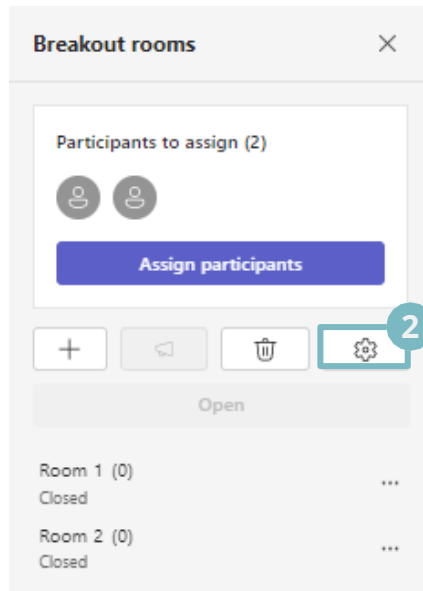 Breakout rooms
Participants to assign (2)
Assign participants
2
Open
Room 1 (0)
Closed
Room 2 (0)
Closed